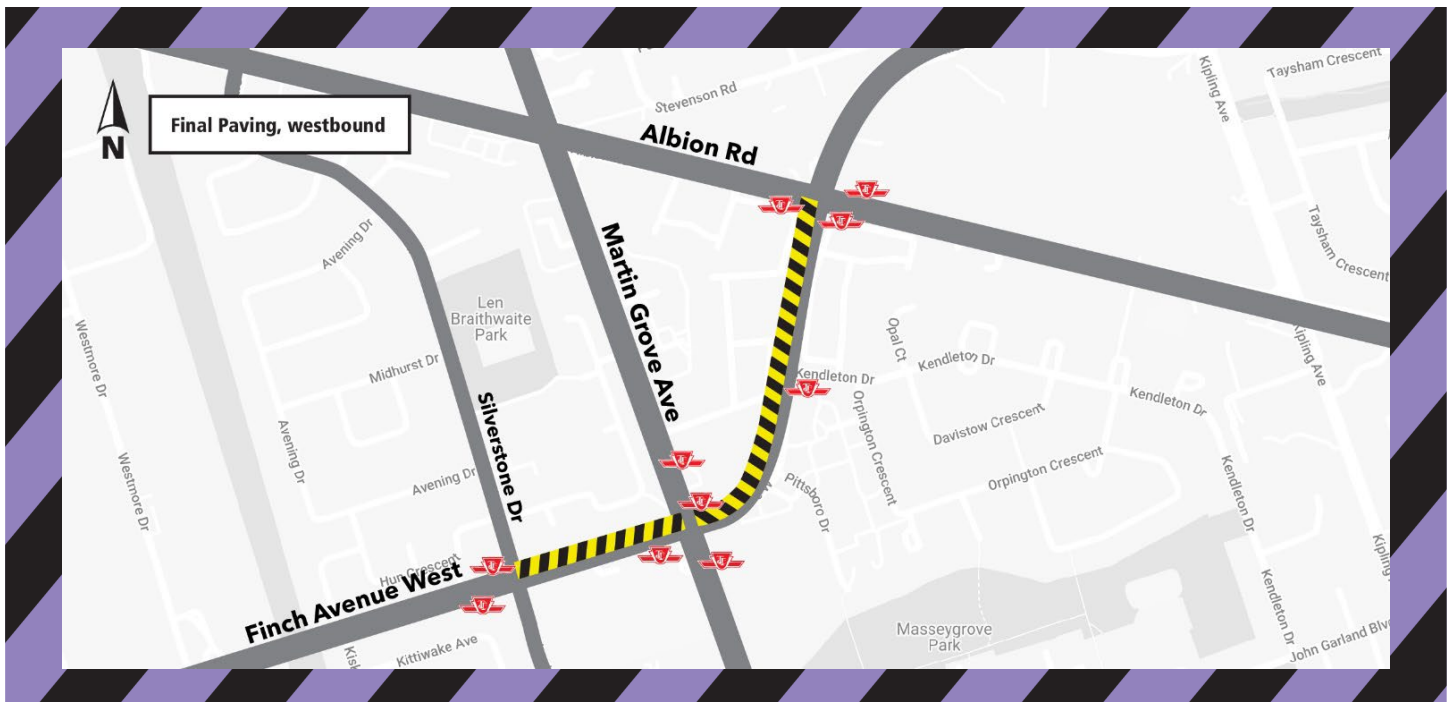 Stevenson Rd
Kipling Ave
Taysham Crescent
N
Final Paving, westbound
Albion Rd
Avening Dr
Taysham
Crescent
Martin Grove Ave
Len
Braithwaite
Park
Westmore Dr
Midhurst Dr
Opal Ct
Kendleton Dr
Kipling Ave
Kendleton Dr
Kendleton Dr
Silverstone Dr
Orpington Crescent
Davistow Crescent
Avening Dr
Westmore Dr
Avening Dr
Pittsboro Dr
Orpington Crescent
Kendleton Dr
Finch Avenue West
Kendleton Dr
Masseygrove
Park
Kittiwake Ave
John Garland Blv